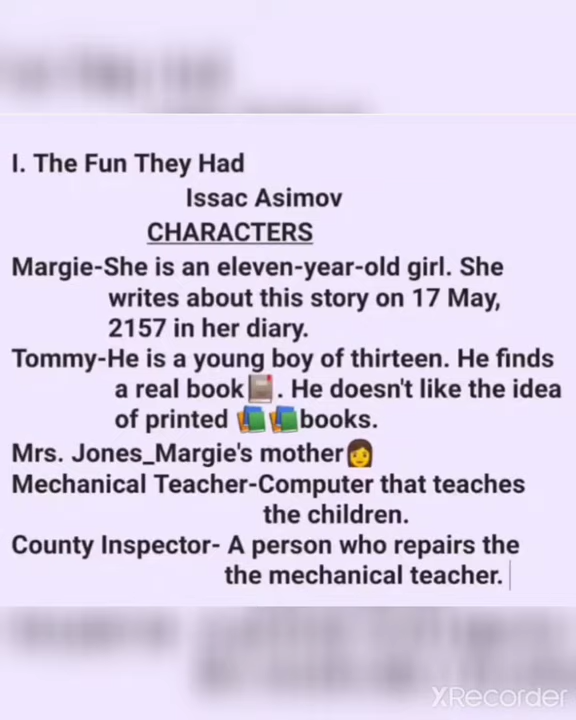 I. The Fun They Had
Issac Asimov
CHARACTERS
Margie-She is an eleven-year-old girl. She
writes about this story on 17 May,
2157 in her diary.
Tommy-He is a young boy of thirteen. He finds
a real book📔. He doesn't like the idea
of printed 📚📚books.
Mrs. Jones_Margie's mother👩
Mechanical Teacher-Computer that teaches
the children.
County Inspector- A person who repairs the
the mechanical teacher.
XRecorder